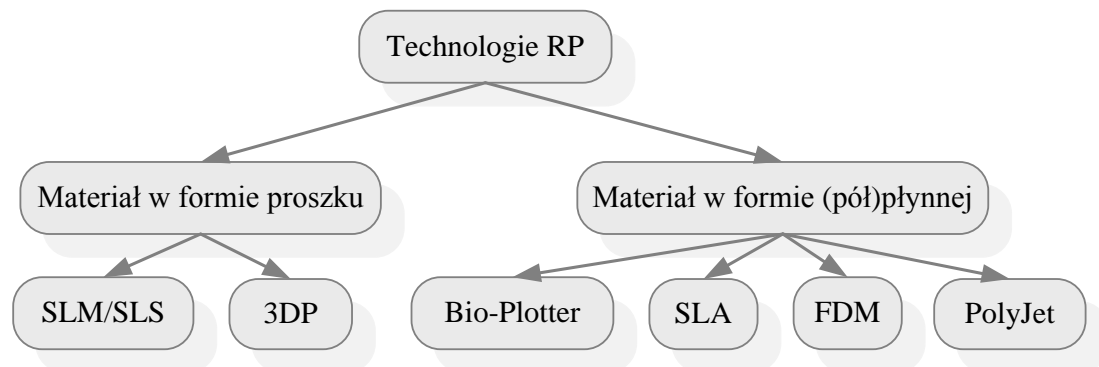 Technologie RP
Materiał w formie proszku
Materiał w formie (pół)płynnej
SLM/SLS
3DP
Bio-Plotter
SLA
FDM
PolyJet